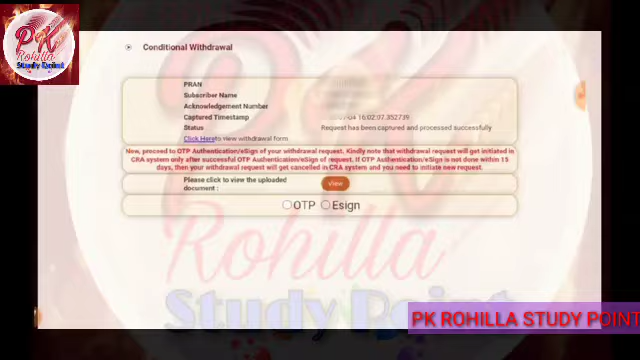 PK
Rohilla
Study Point
Conditional Withdrawal
PRAN
Subscriber Name
Acknowledgement Number
Captured Timestamp 16:02:07.352739
Status Request has been captured and processed successfully
Click Here to view withdrawal form
Now, proceed to OTP Authentication/eSign of your withdrawal request. Kindly note that withdrawal request will get initiated in
CRA system only after successful OTP Authentication/eSign of request. If OTP Authentication/eSign is not done within 15
days, then your withdrawal request will get cancelled in CRA system and you need to initiate new request.
Please click to view the uploaded
document : View
OTP Esign
Rohilla
Study Point
PK ROHILLA STUDY POINT